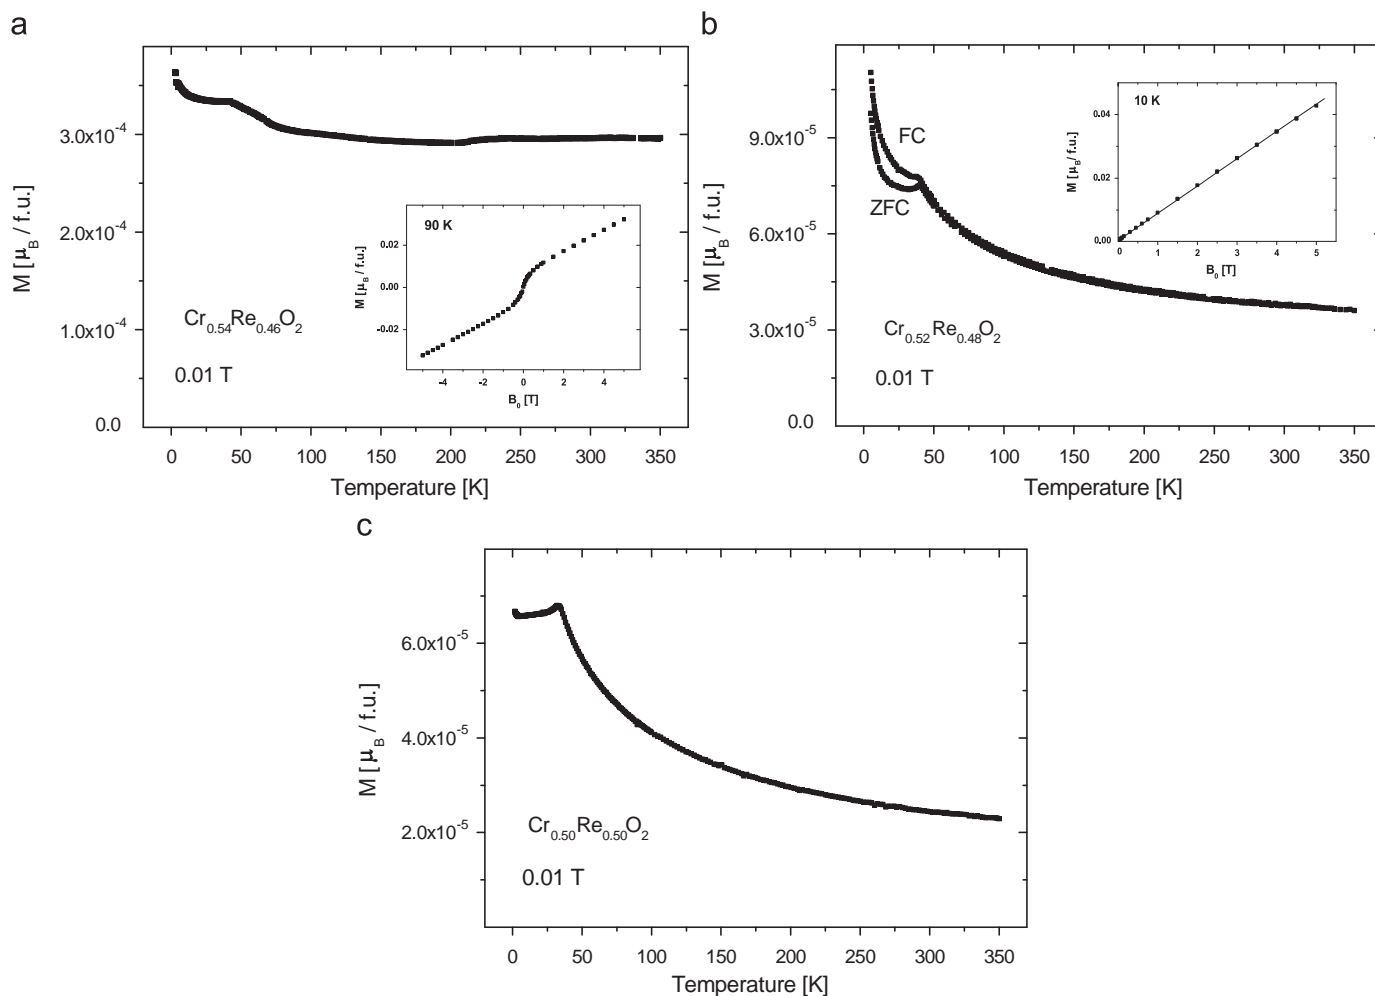 a
M [ μB / f.u.]
3.0x10-4
2.0x10-4
1.0x10-4
0.0
0 50 100 150 200 250 300 350
Temperature [K]
Cr0.54Re0.46O2
0.01 T
90 K
M [ μB / f.u.]
0.02
0.00
-0.02
-4 -2 0 2 4
B0 [T]
b
M [ μB / f.u.]
9.0x10-5
6.0x10-5
3.0x10-5
0.0
0 50 100 150 200 250 300 350
Temperature [K]
FC
ZFC
Cr0.52Re0.48O2
0.01 T
10 K
M [μB/ f.u.]
0.04
0.02
0.00
0 1 2 3 4 5
B0 [T]
c
M [ μB / f.u.]
6.0x10-5
4.0x10-5
2.0x10-5
0 50 100 150 200 250 300 350
Temperature [K]
Cr0.50Re0.50O2
0.01 T